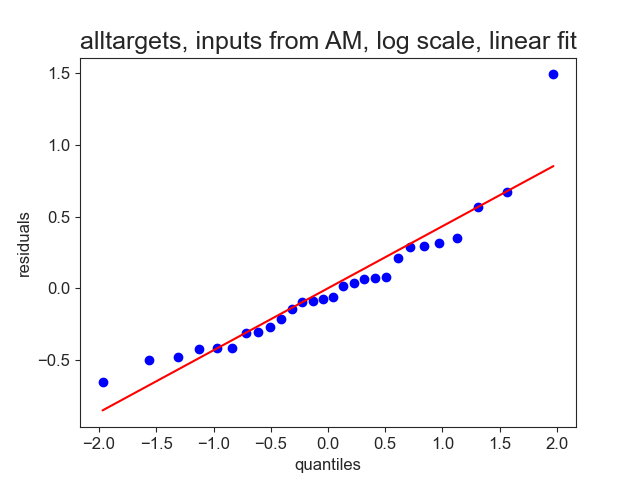 alltargets, inputs from AM, log scale, linear fit
1.5
1.0
0.5
0.0
−0.5
residuals
−2.0 −1.5 −1.0 −0.5 0.0 0.5 1.0 1.5 2.0
quantiles